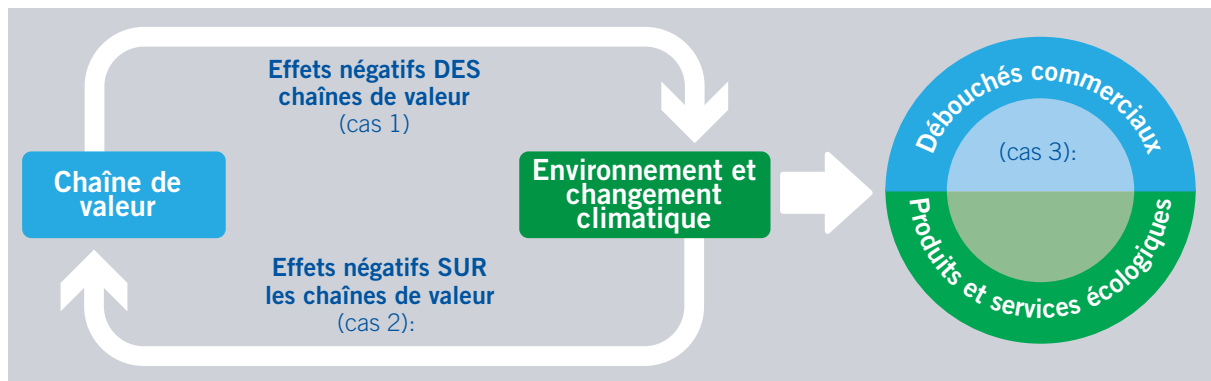 Effets négatifs DES
chaînes de valeur
(cas 1)
Chaîne de
valeur
Environnement et
changement
climatique
Effets négatifs SUR
les chaînes de valeur
(cas 2):
Débouchés commerciaux
(cas 3):
Produits et services écologiques